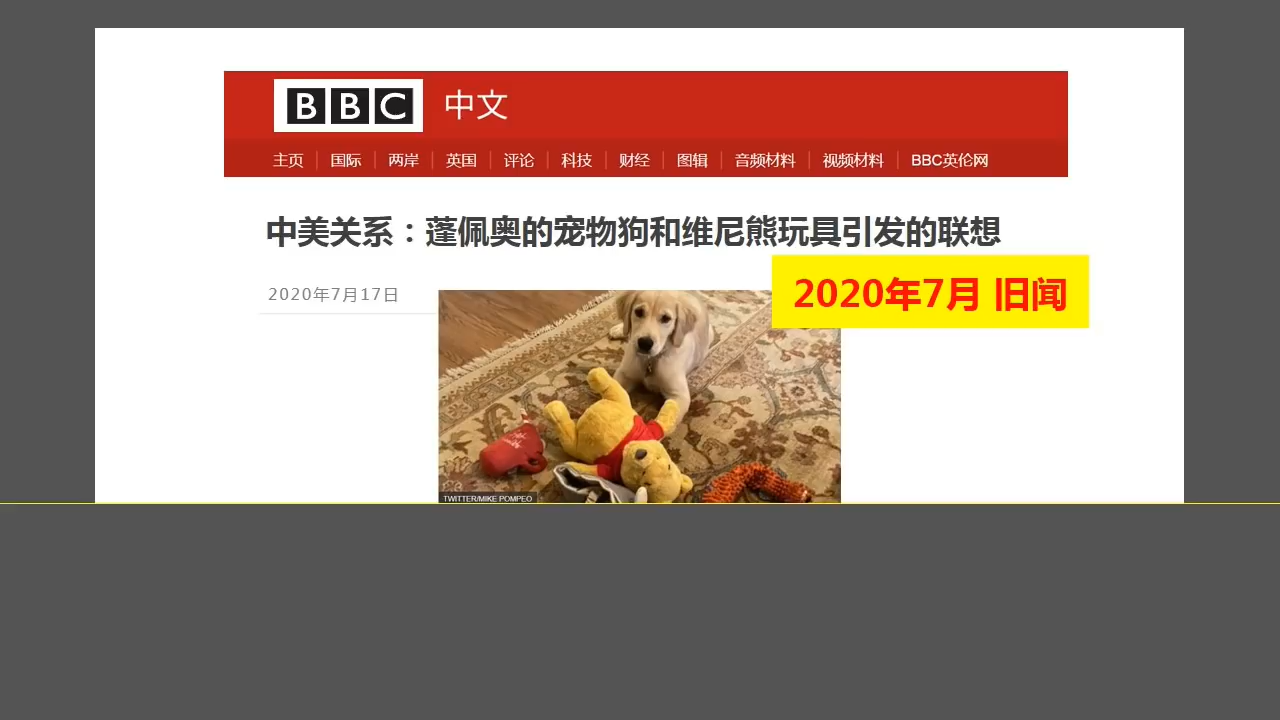 BBC 中文
主页 国际 两岸 英国 评论 科技 财经 图辑 音频材料 视频材料 BBC英伦网
中美关系：蓬佩奥的宠物狗和维尼熊玩具引发的联想
2020年7月17日
2020年7月 旧闻
TWITTER/MIKE POMPEO